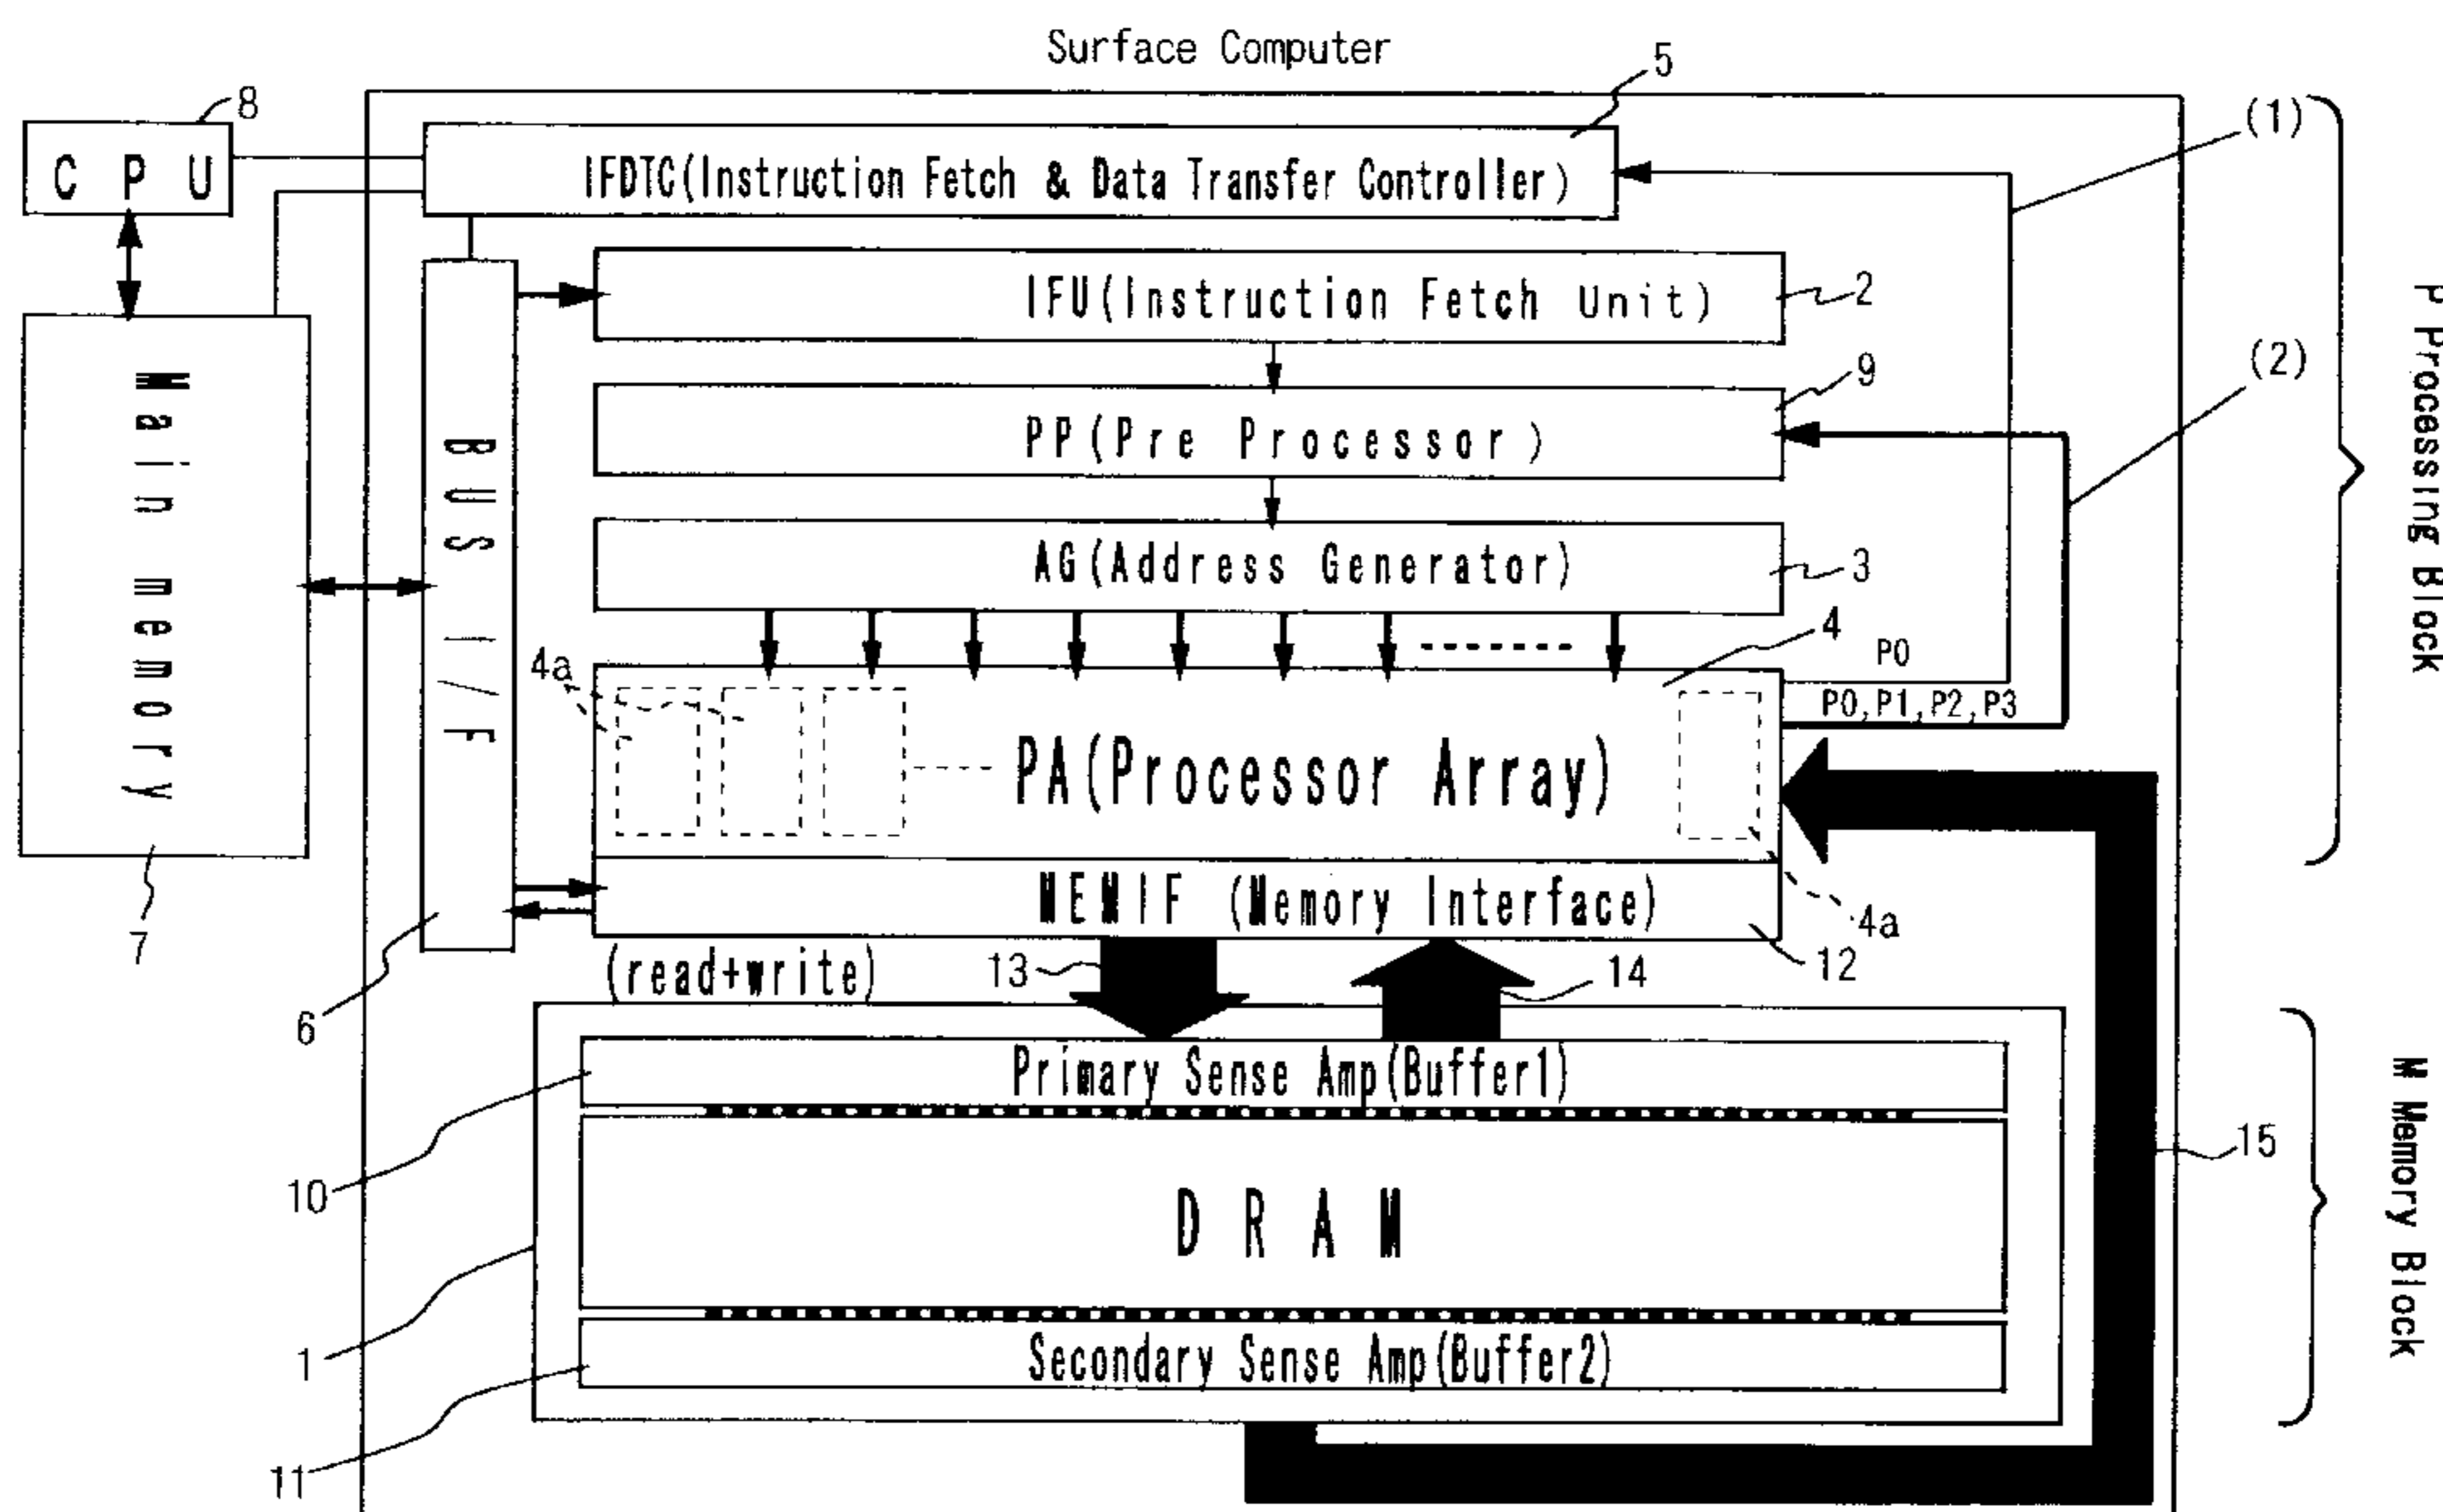 Surface Computer
5
8
(1)
C P U
IFDTC(Instruction Fetch & Data Transfer Controller)
IFU(Instruction Fetch Unit)
2
(2)
9
PP(Pre Processor)
AG(Address Generator)
3
4
P0
P0,P1,P2,P3
4a
PA(Processor Array)
Main memory
BUS I/F
P Processing Block
MEMIF (Memory Interface)
4a
7
6
(read+write)
13
14
12
Primary Sense Amp(Buffer1)
10
DRAM
15
M Memory Block
1
Secondary Sense Amp(Buffer2)
11